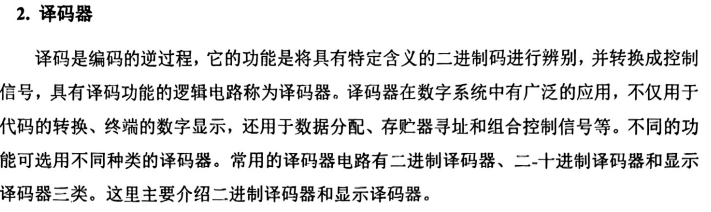 2. 译码器
译码是编码的逆过程，它的功能是将具有特定含义的二进制码进行辨别，并转换成控制
信号，具有译码功能的逻辑电路称为译码器。译码器在数字系统中有广泛的应用，不仅用于
代码的转换、终端的数字显示，还用于数据分配、存贮器寻址和组合控制信号等。不同的功
能可选用不同种类的译码器。常用的译码器电路有二进制译码器、二-十进制译码器和显示
译码器三类。这里主要介绍二进制译码器和显示译码器。